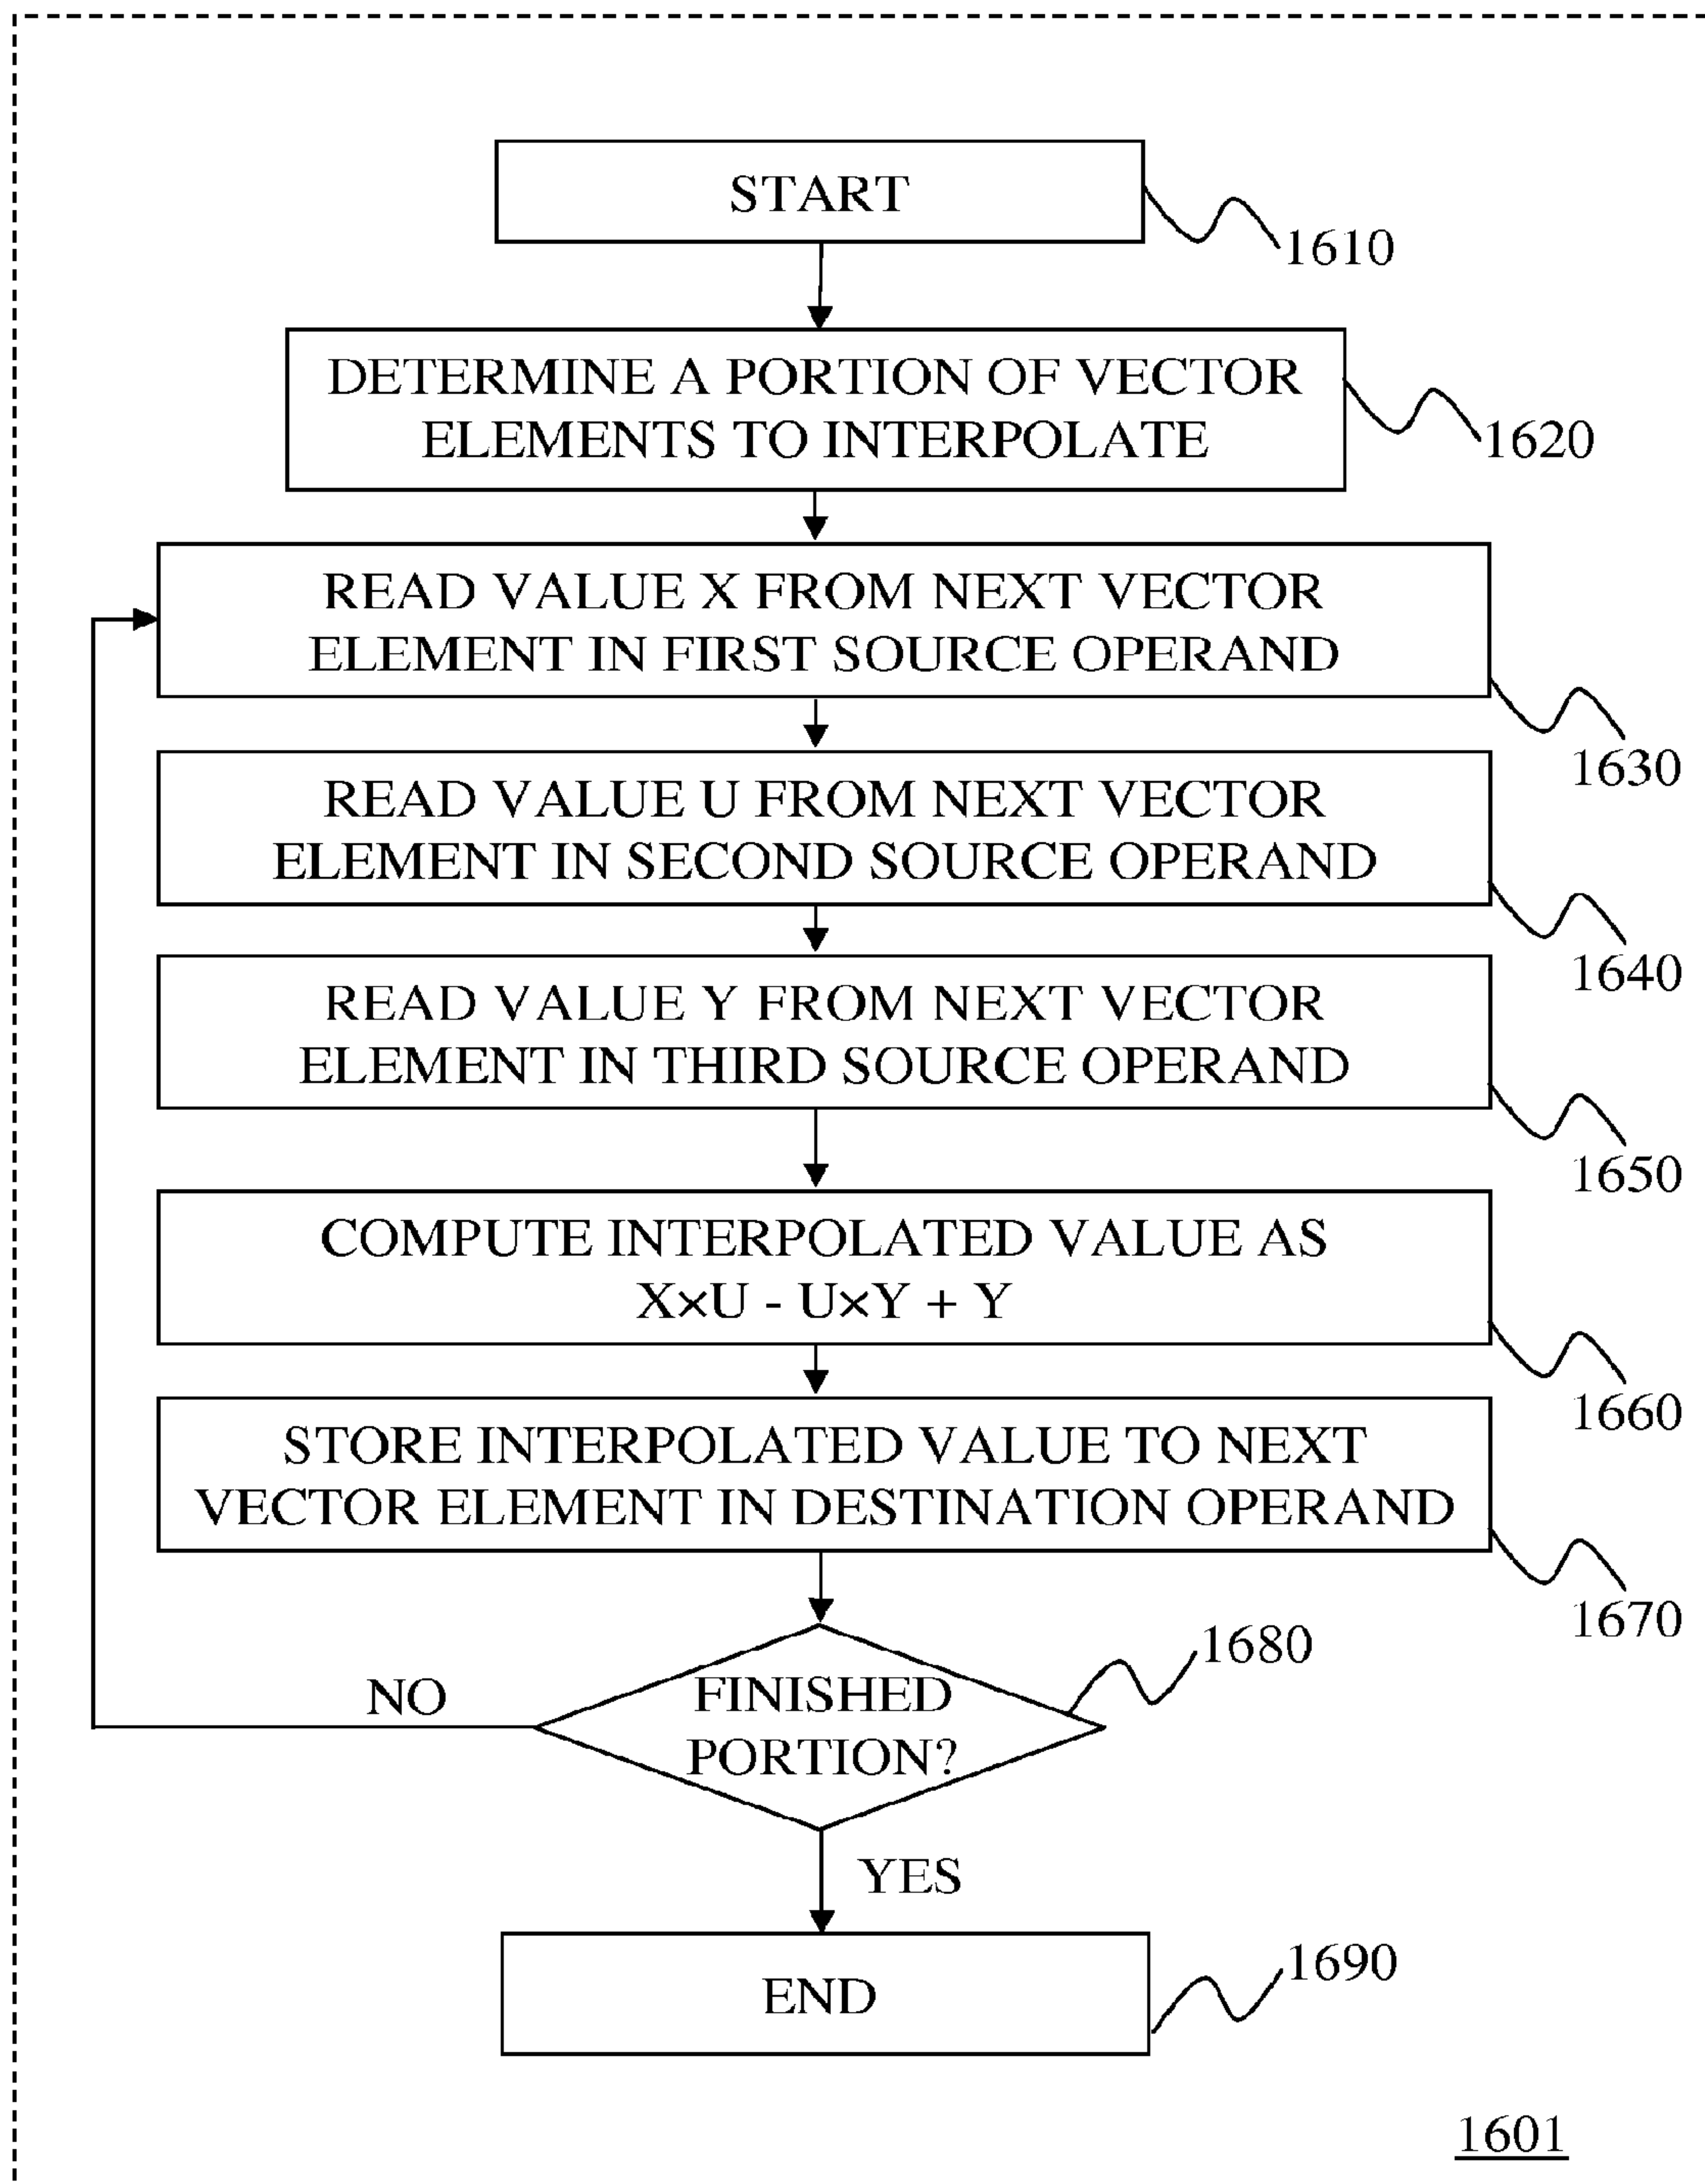 START
1610
DETERMINE A PORTION OF VECTOR
ELEMENTS TO INTERPOLATE
1620
READ VALUE X FROM NEXT VECTOR
ELEMENT IN FIRST SOURCE OPERAND
1630
READ VALUE U FROM NEXT VECTOR
ELEMENT IN SECOND SOURCE OPERAND
1640
READ VALUE Y FROM NEXT VECTOR
ELEMENT IN THIRD SOURCE OPERAND
1650
COMPUTE INTERPOLATED VALUE AS
X×U - U×Y + Y
1660
STORE INTERPOLATED VALUE TO NEXT
VECTOR ELEMENT IN DESTINATION OPERAND
1670
1680
NO
FINISHED
PORTION?
YES
END
1690
1601